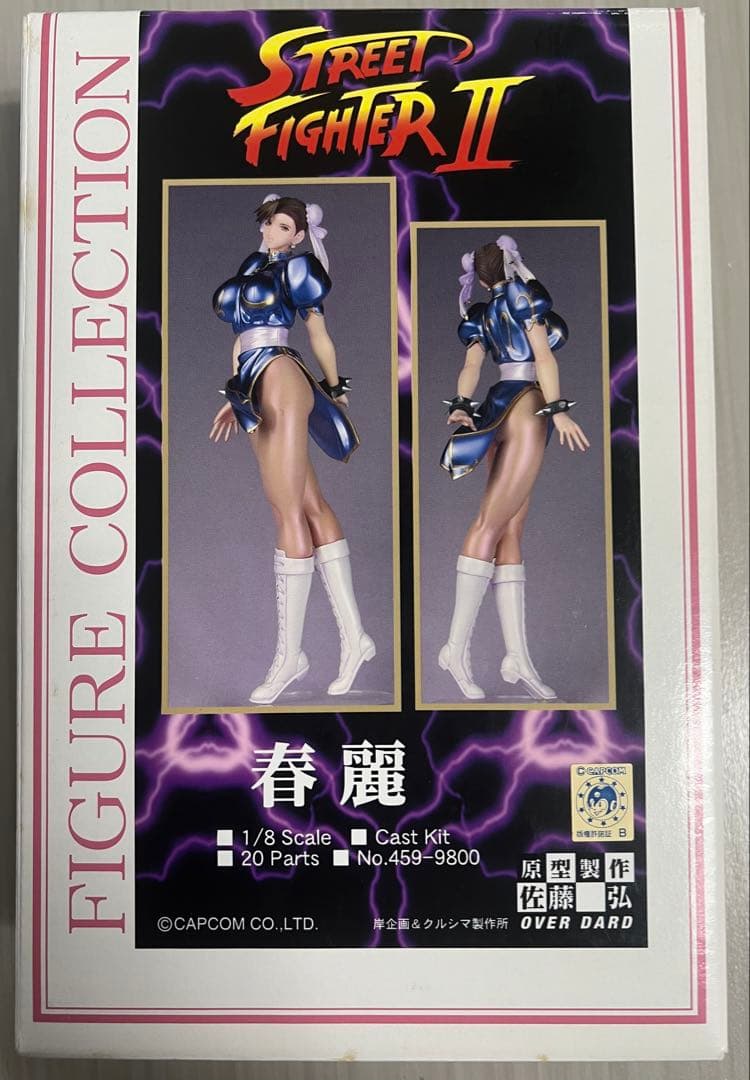 FIGURE COLLECTION
STREET
FIGHTER II
春麗
■ 1/8 Scale ■ Cast Kit
■ 20 Parts ■ No.459-9800
©CAPCOM
版権許諾証 B
原型製作
佐藤 弘
OVER DARD
©CAPCOM CO.,LTD.
岸企画&クルシマ製作所